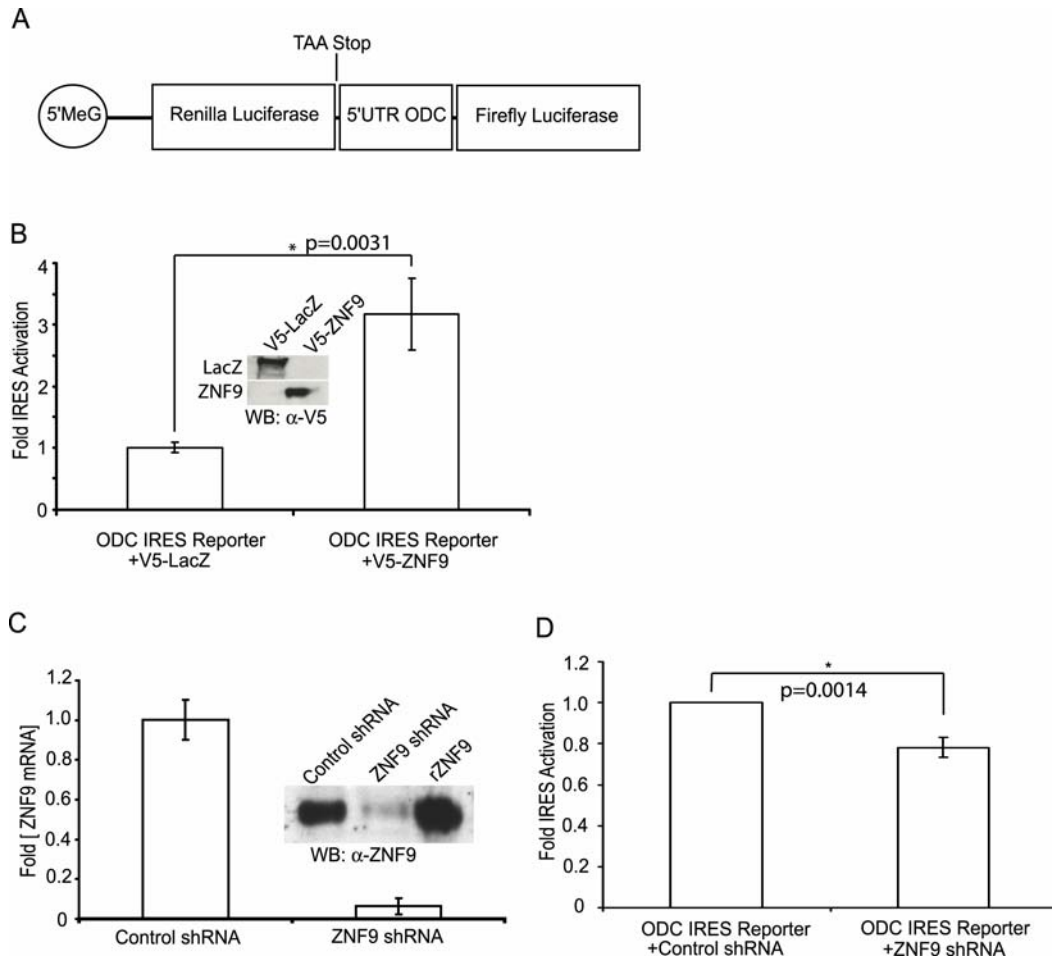 A
TAA Stop
5'MeG
Renilla Luciferase
5'UTR ODC
Firefly Luciferase
B
* p=0.0031
Fold IRES Activation
4
3
2
1
0
V5-LacZ
V5-ZNF9
LacZ
ZNF9
WB: α-V5
ODC IRES Reporter
+V5-LacZ
ODC IRES Reporter
+V5-ZNF9
C
Fold [ ZNF9 mRNA]
1.2
1
0.8
0.6
0.4
0.2
0
Control shRNA
ZNF9 shRNA
rZNF9
WB: α-ZNF9
Control shRNA
ZNF9 shRNA
D
*
p=0.0014
Fold IRES Activation
1.2
1.0
0.8
0.6
0.4
0.2
0
ODC IRES Reporter
+Control shRNA
ODC IRES Reporter
+ZNF9 shRNA